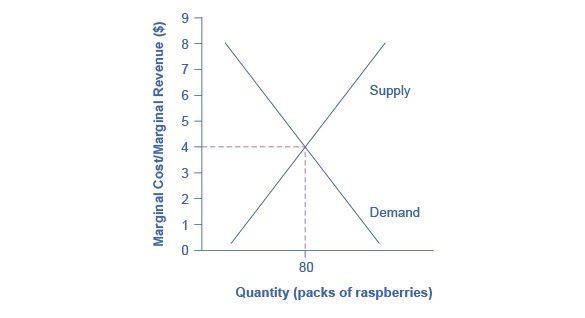 Marginal Cost/Marginal Revenue ($)
9
8
7
6
5
4
3
2
1
0
Supply
Demand
80
Quantity (packs of raspberries)